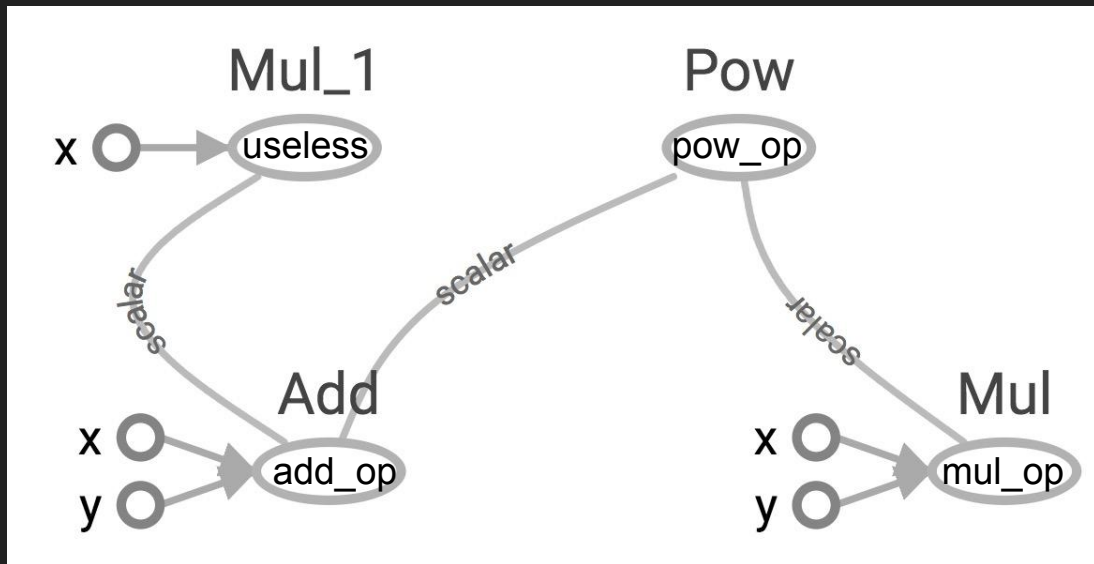 Mul_1 Pow
x useless pow_op
scalar scalar scalar
Add Mul
x x
add_op mul_op
y y